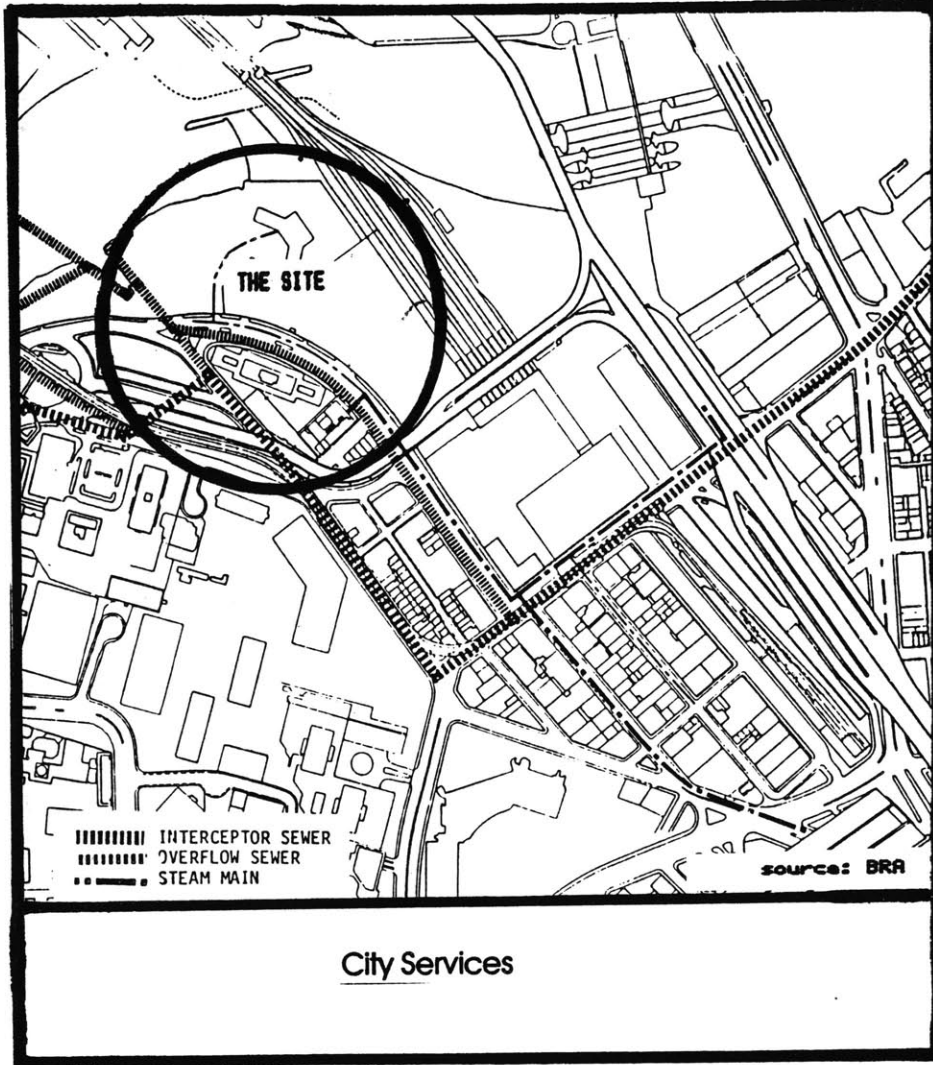 THE SITE
INTERCEPTOR SEWER
OVERFLOW SEWER
STEAM MAIN
source: BRA
City Services